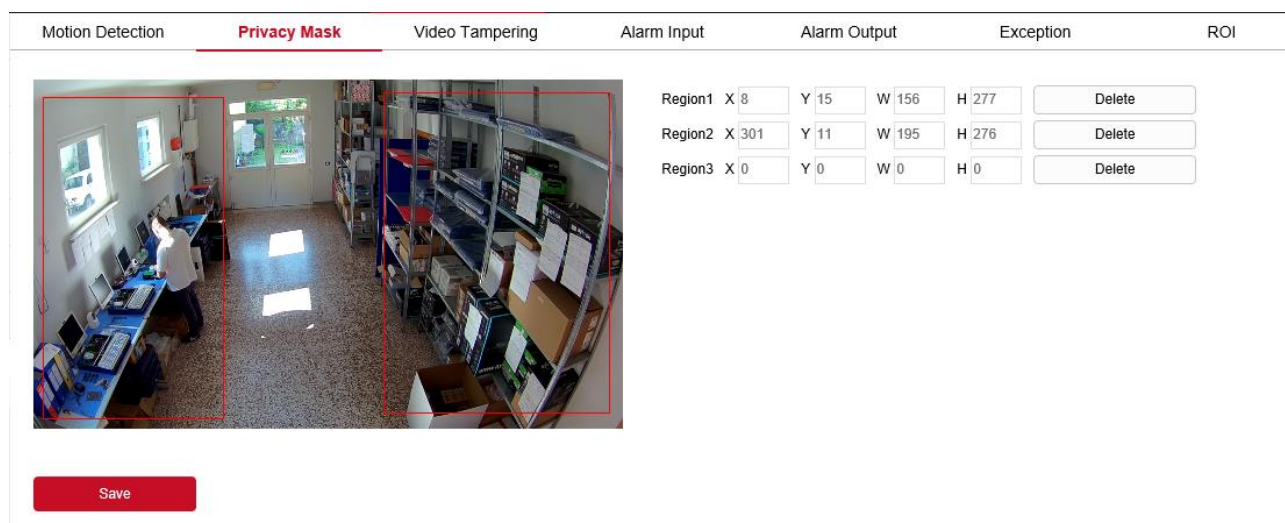 Motion Detection Privacy Mask Video Tampering Alarm Input Alarm Output Exception ROI
Region1 X 8 Y 15 W 156 H 277 Delete
Region2 X 301 Y 11 W 195 H 276 Delete
Region3 X 0 Y 0 W 0 H 0 Delete
Save